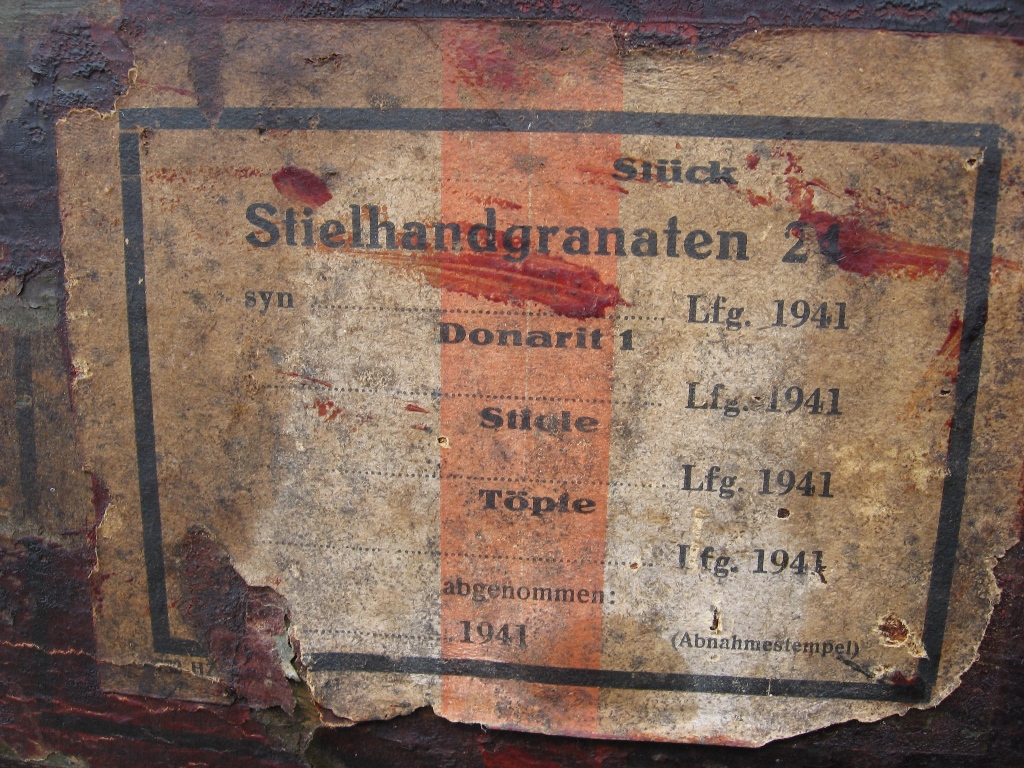 Stück
Stielhandgranaten 24
syn Lfg. 1941
Donarit 1
Lfg. 1941
Stiele
Lfg. 1941
Töpfe
Lfg. 1941
abgenommen:
1941
(Abnahmestempel)